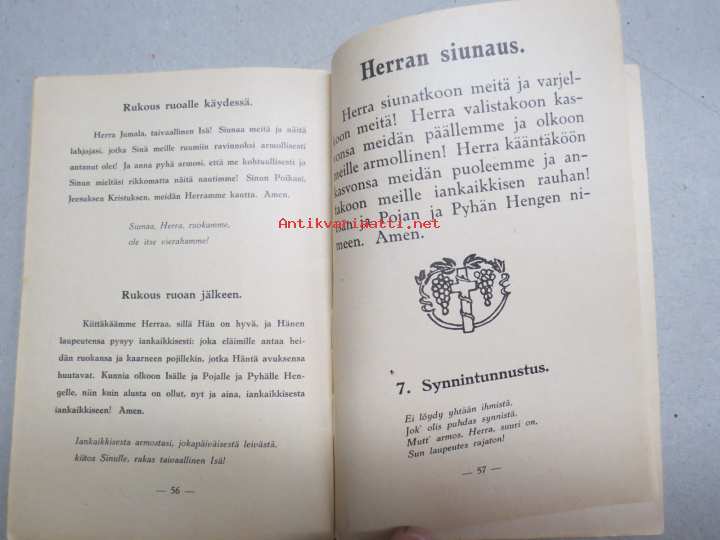 Rukous ruoalle käydessä.
Herra Jumala, taivaallinen Isä! Siunaa meitä ja näitä
lahjojasi, jotka Sinä meille ruumiin ravinnoksi armollisesti
antanut olet! Ja anna pyhä armosi, että me kohtuullisesti ja
Sinun mieltäsi rikkomatta näitä nautimme! Sinun Poikasi,
Jeesuksen Kristuksen, meidän Herramme kautta. Amen.
Siunaa, Herra, ruokamme,
ole itse vierahamme!
Rukous ruoan jälkeen.
Kiittäkäämme Herraa, sillä Hän on hyvä, ja Hänen
laupeutensa pysyy iankaikkisesti: joka eläimille antaa hei-
dän ruokansa ja kaarneen pojillekin, jotka Häntä avuksensa
huutavat. Kunnia olkoon Isälle ja Pojalle ja Pyhälle Hen-
gelle, niin kuin alusta on ollut, nyt ja aina, iankaikkisesta
iankaikkiseen! Amen.
Iankaikkisesta armostasi, jokapäiväisestä leivästä,
kiitos Sinulle, rakas taivaallinen Isä!
— 56 —
Herran siunaus.
Herra siunatkoon meitä ja varjel-
koon meitä! Herra valistakoon kas-
vonsa meidän päällemme ja olkoon
meille armollinen! Herra kääntäköön
kasvonsa meidän puoleemme ja an-
takoon meille iankaikkisen rauhan!
Isän ja Pojan ja Pyhän Hengen ni-
meen. Amen.
7. Synnintunnustus.
Ei löydy yhtään ihmistä,
Jok' olis puhdas synnistä.
Mutt' armos, Herra, suuri on,
Sun laupeutes rajaton!
— 57 —
Antikvariaatti.net